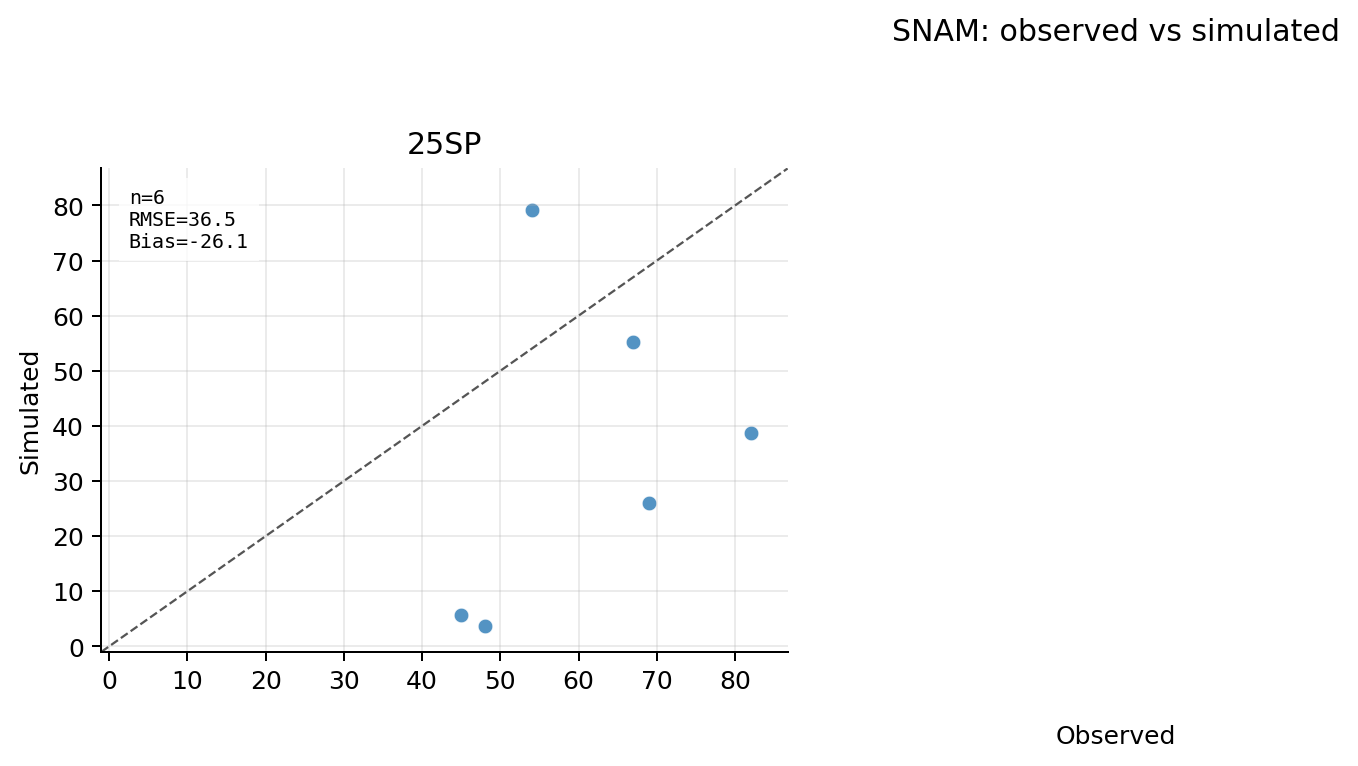 SNAM: observed vs simulated
25SP
n=6
RMSE=36.5
Bias=-26.1
Simulated
80
70
60
50
40
30
20
10
0
0 10 20 30 40 50 60 70 80
Observed